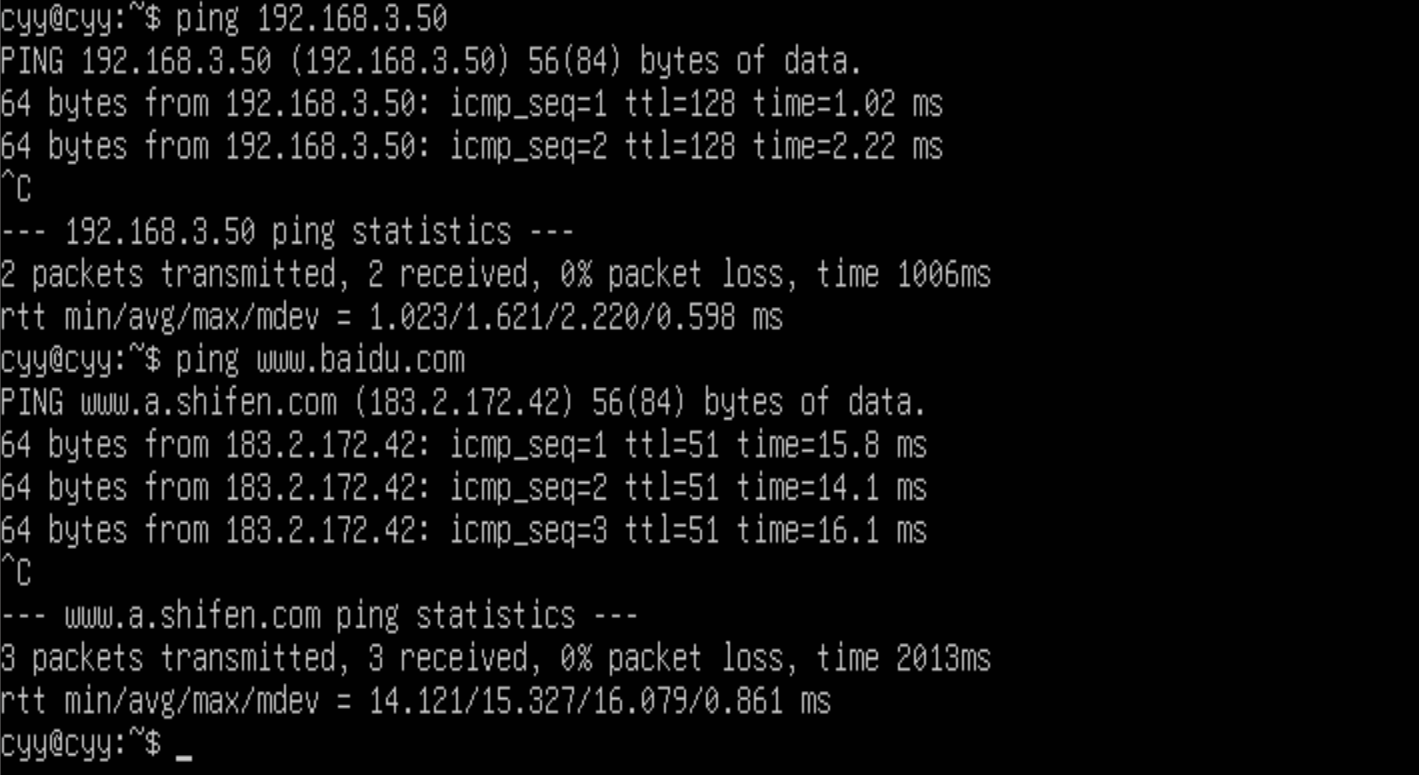 cyy@cyy:~$ ping 192.168.3.50
PING 192.168.3.50 (192.168.3.50) 56(84) bytes of data.
64 bytes from 192.168.3.50: icmp_seq=1 ttl=128 time=1.02 ms
64 bytes from 192.168.3.50: icmp_seq=2 ttl=128 time=2.22 ms
^C
--- 192.168.3.50 ping statistics ---
2 packets transmitted, 2 received, 0% packet loss, time 1006ms
rtt min/avg/max/mdev = 1.023/1.621/2.220/0.598 ms
cyy@cyy:~$ ping www.baidu.com
PING www.a.shifen.com (183.2.172.42) 56(84) bytes of data.
64 bytes from 183.2.172.42: icmp_seq=1 ttl=51 time=15.8 ms
64 bytes from 183.2.172.42: icmp_seq=2 ttl=51 time=14.1 ms
64 bytes from 183.2.172.42: icmp_seq=3 ttl=51 time=16.1 ms
^C
--- www.a.shifen.com ping statistics ---
3 packets transmitted, 3 received, 0% packet loss, time 2013ms
rtt min/avg/max/mdev = 14.121/15.327/16.079/0.861 ms
cyy@cyy:~$ _